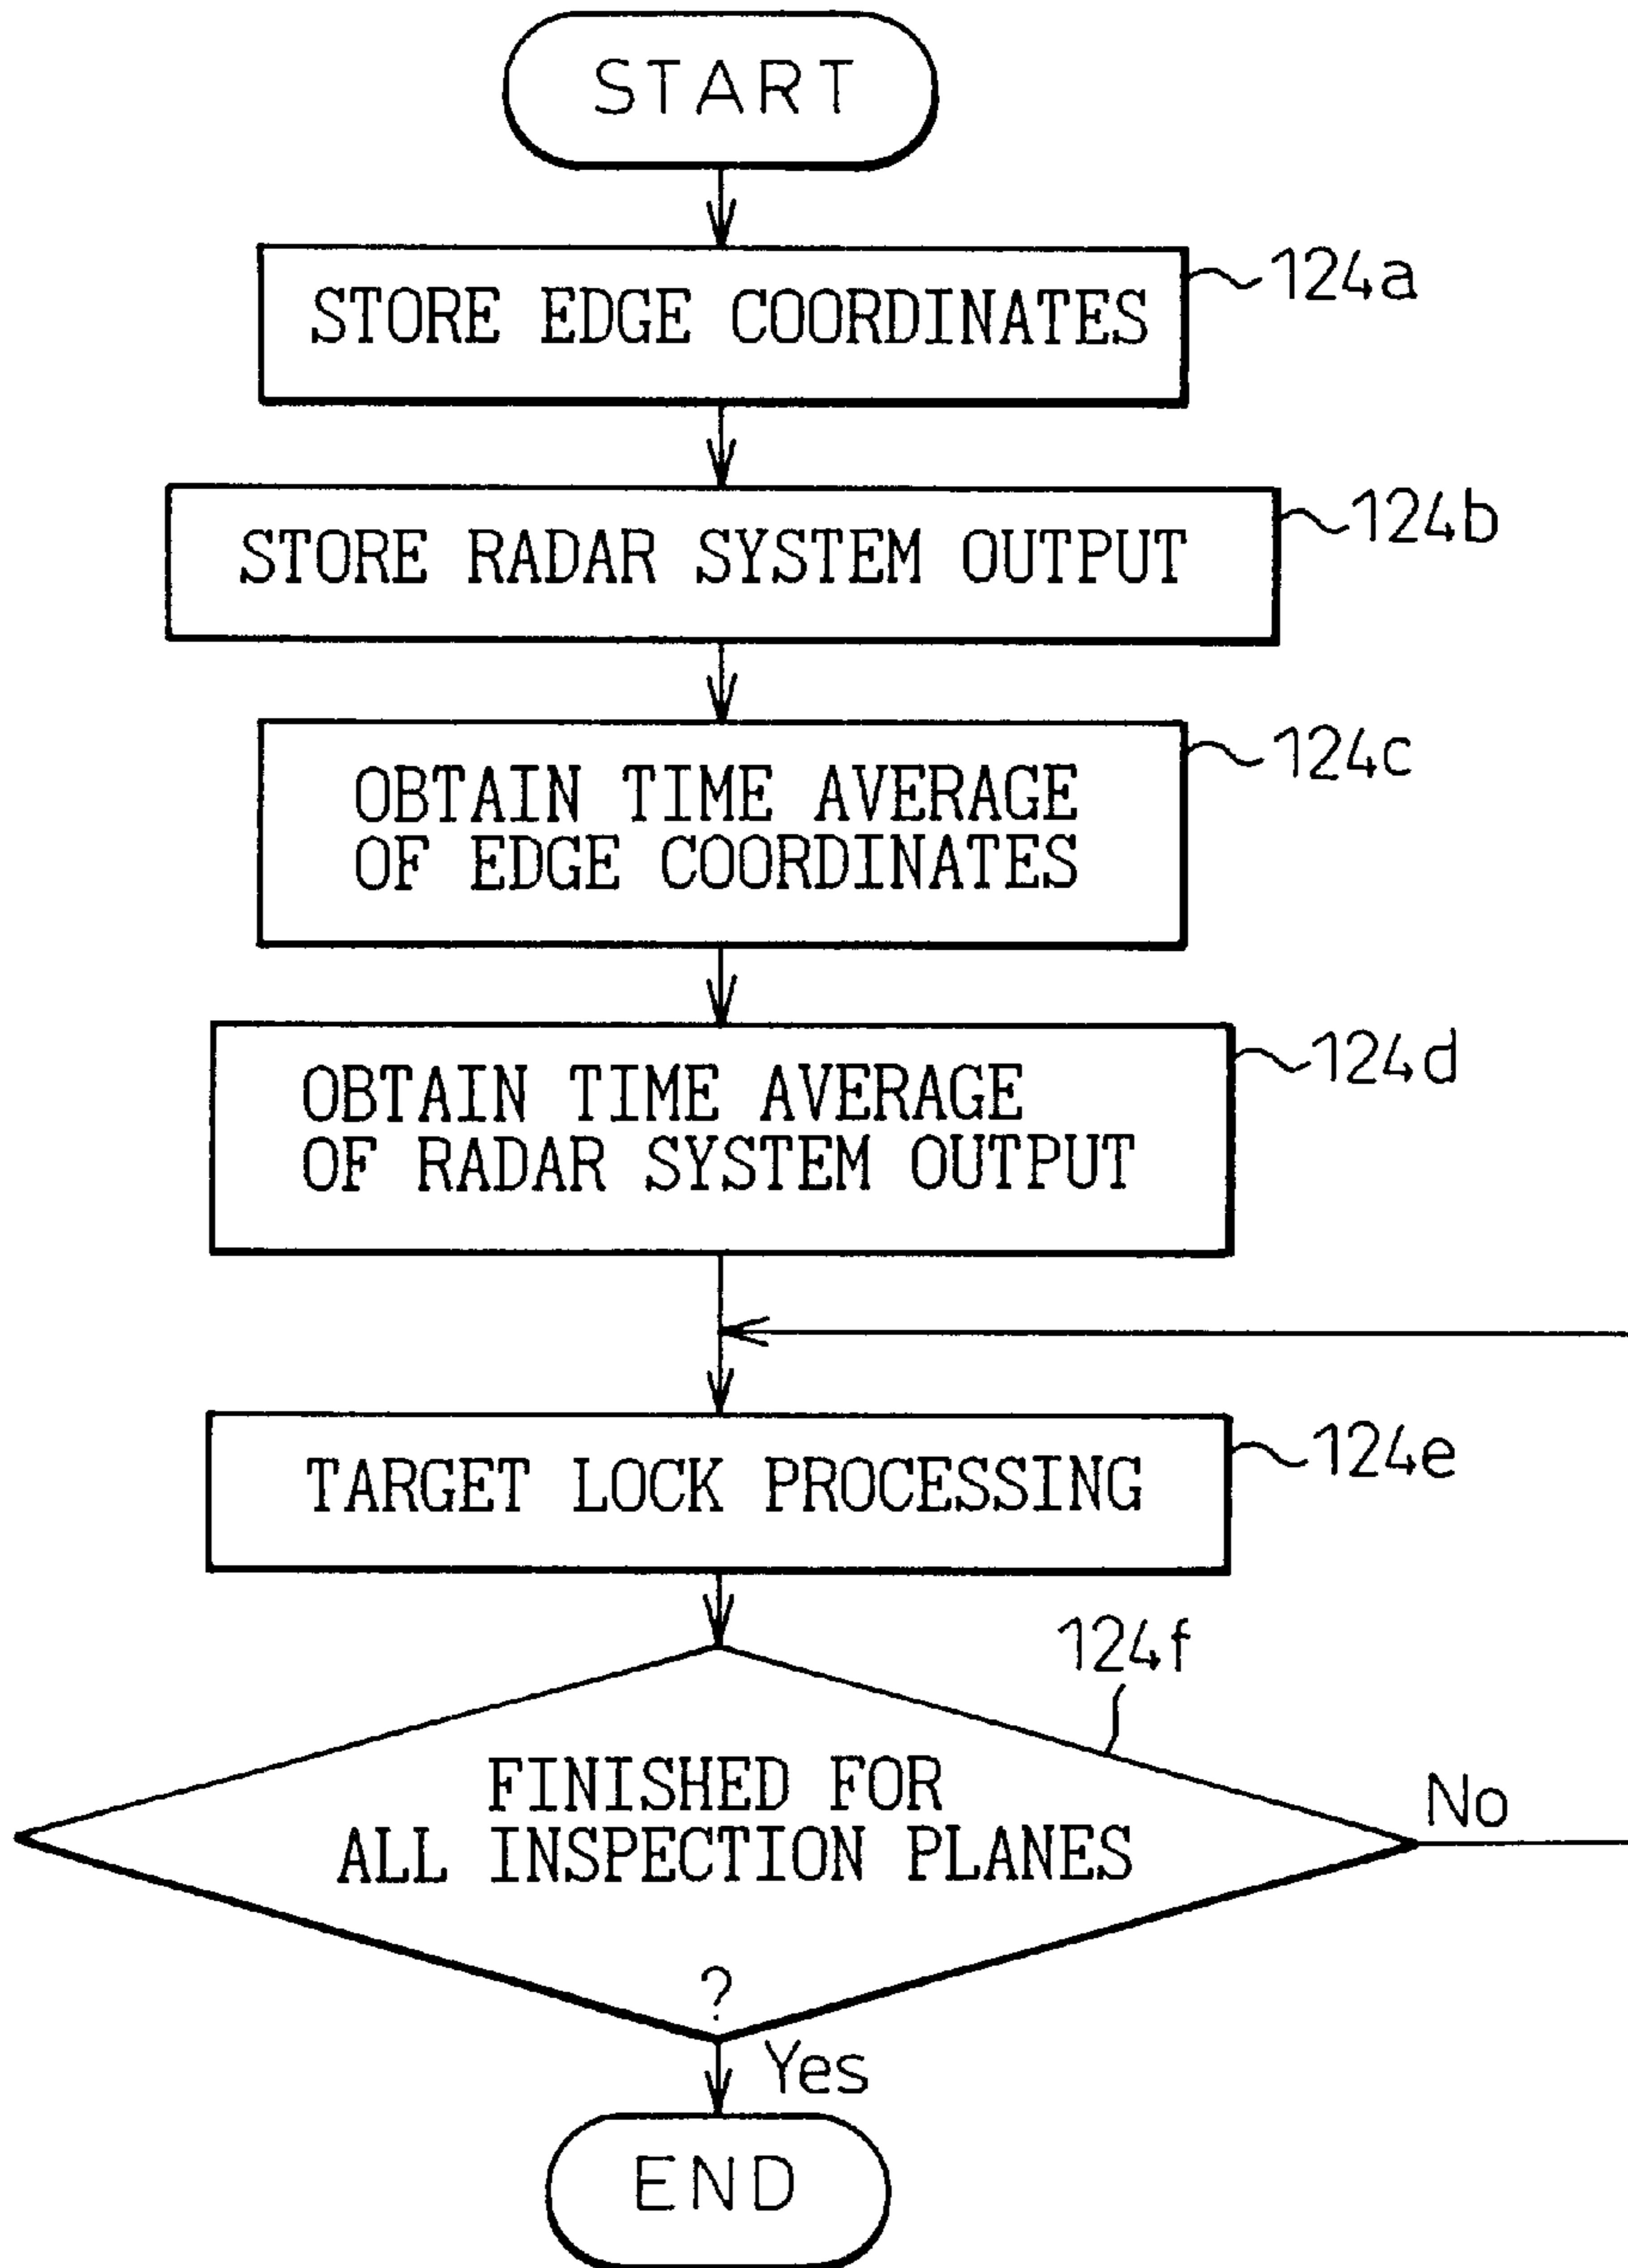 START
STORE EDGE COORDINATES
124a
STORE RADAR SYSTEM OUTPUT
124b
OBTAIN TIME AVERAGE
OF EDGE COORDINATES
124c
OBTAIN TIME AVERAGE
OF RADAR SYSTEM OUTPUT
124d
TARGET LOCK PROCESSING
124e
124f
FINISHED FOR
ALL INSPECTION PLANES
?
No
Yes
END